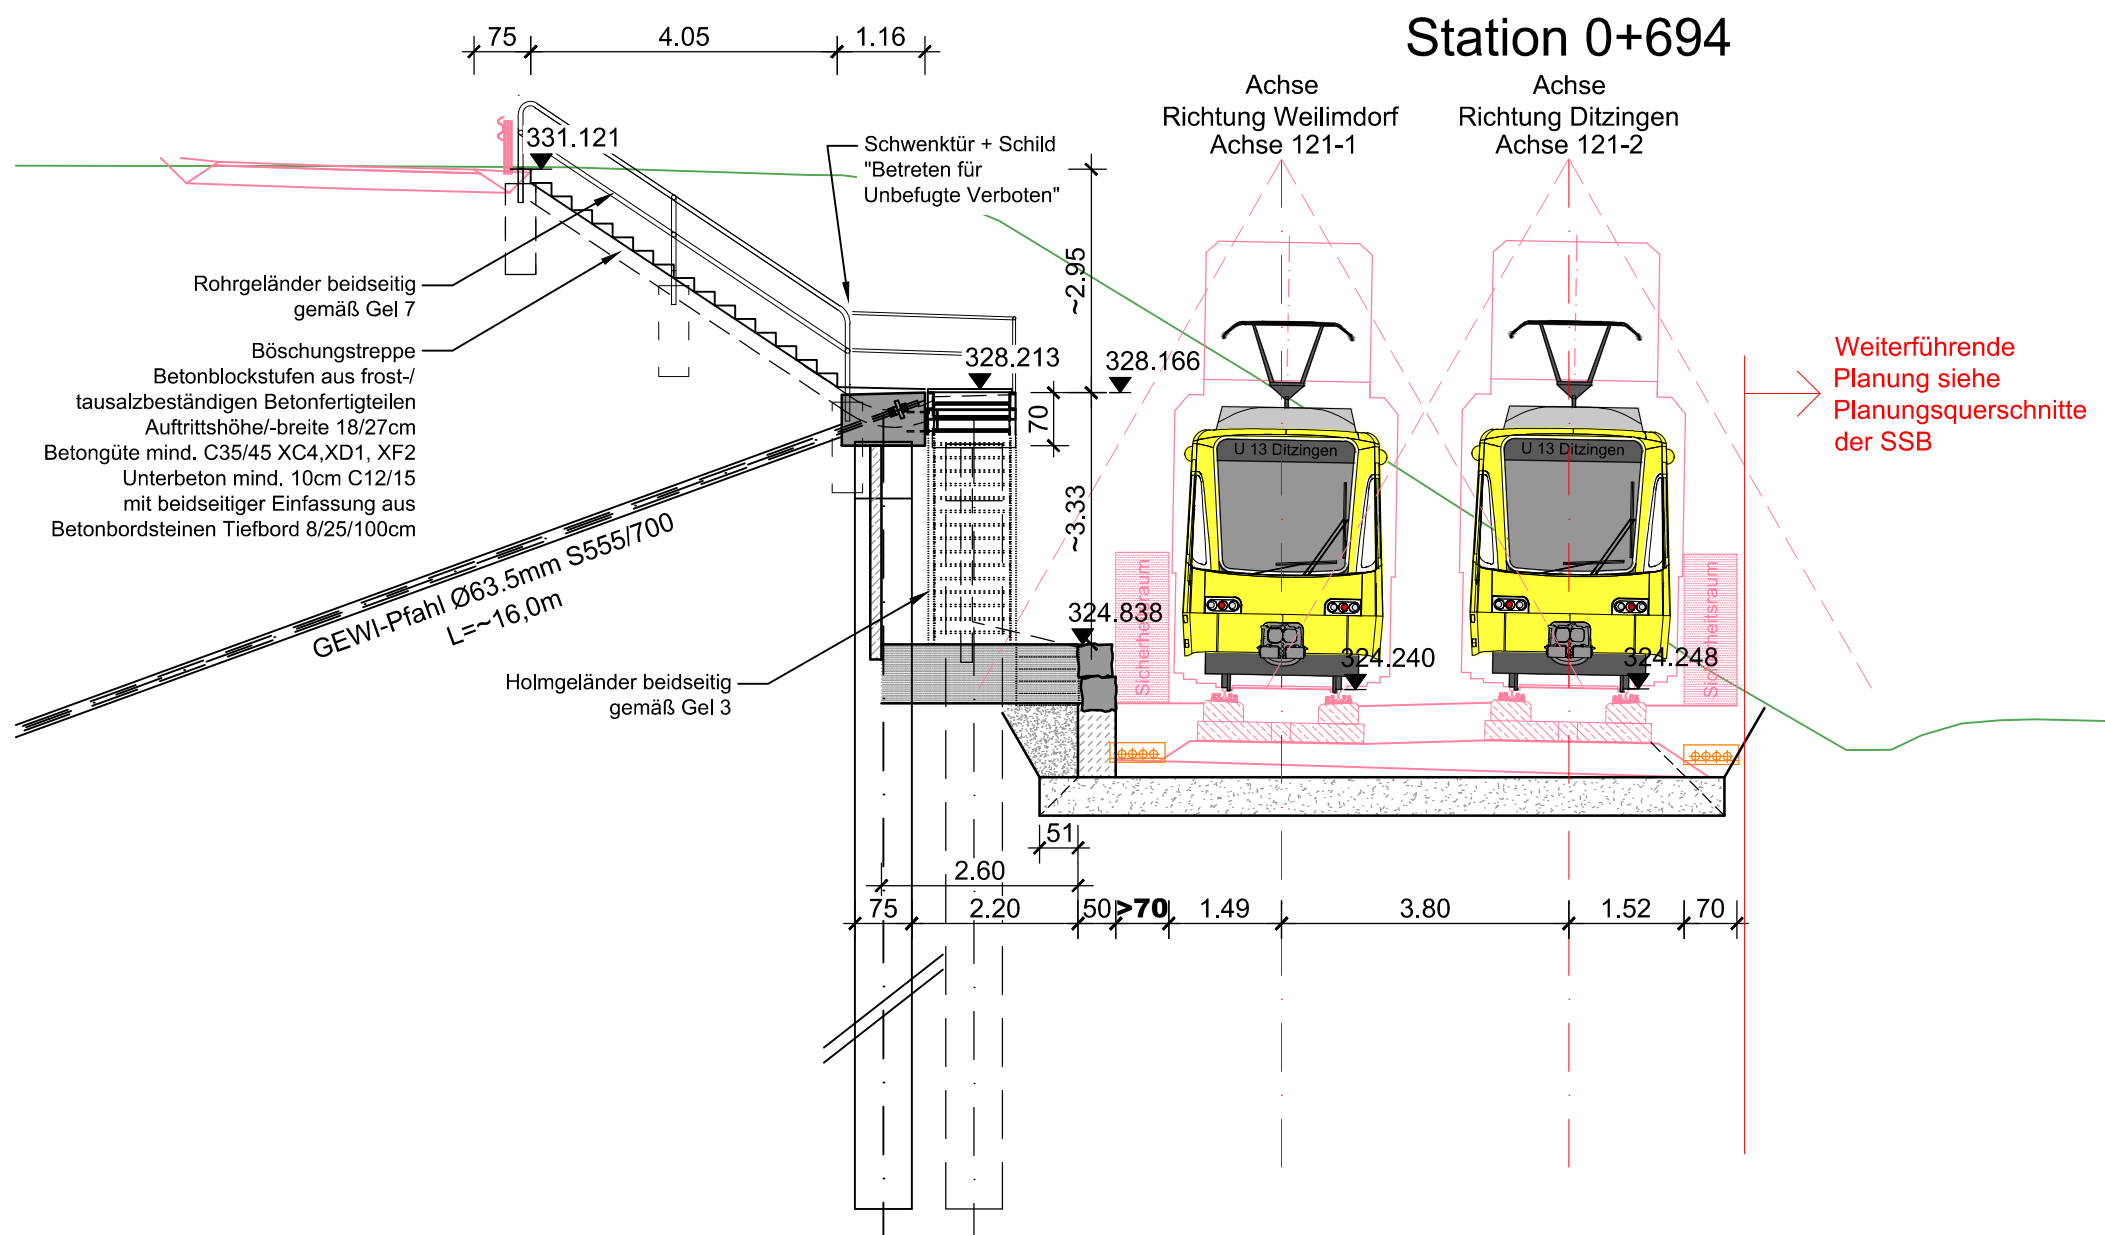 Station 0+694
75
4.05
1.16
Achse
Richtung Weilimdorf
Achse 121-1
Achse
Richtung Ditzingen
Achse 121-2
331.121
Schwenktür + Schild
"Betreten für
Unbefugte Verboten"
~2.95
Rohrgeländer beidseitig
gemäß Gel 7
Böschungstreppe
Betonblockstufen aus frost-/
tausalzbeständigen Betonfertigteilen
Auftrittshöhe/-breite 18/27cm
Betongüte mind. C35/45 XC4,XD1, XF2
Unterbeton mind. 10cm C12/15
mit beidseitiger Einfassung aus
Betonbordsteinen Tiefbord 8/25/100cm
328.213
328.166
70
~3.33
Weiterführende
Planung siehe
Planungsquerschnitte
der SSB
U 13 Ditzingen
U 13 Ditzingen
GEWI-Pfahl Ø63.5mm S555/700
L=~16,0m
324.838
Sicherheitsraum
324.240
324.248
Sicheitsraum
Holmgeländer beidseitig
gemäß Gel 3
51
2.60
75
2.20
50
>70
1.49
3.80
1.52
70